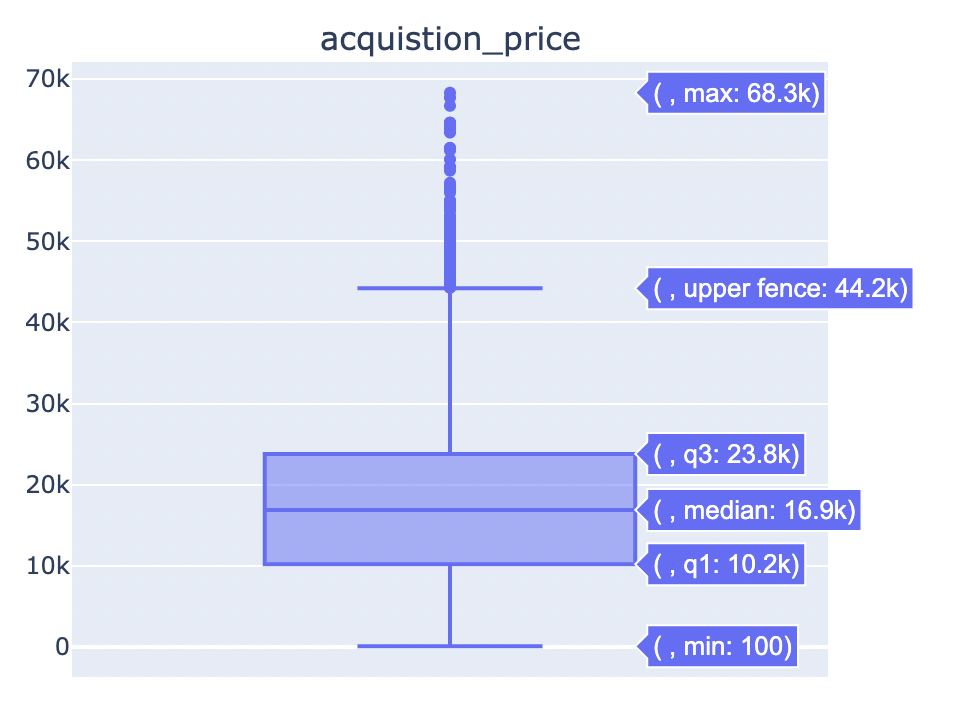 acquistion_price
70k
( , max: 68.3k)
60k
50k
( , upper fence: 44.2k)
40k
30k
( , q3: 23.8k)
20k
( , median: 16.9k)
10k
( , q1: 10.2k)
0
( , min: 100)